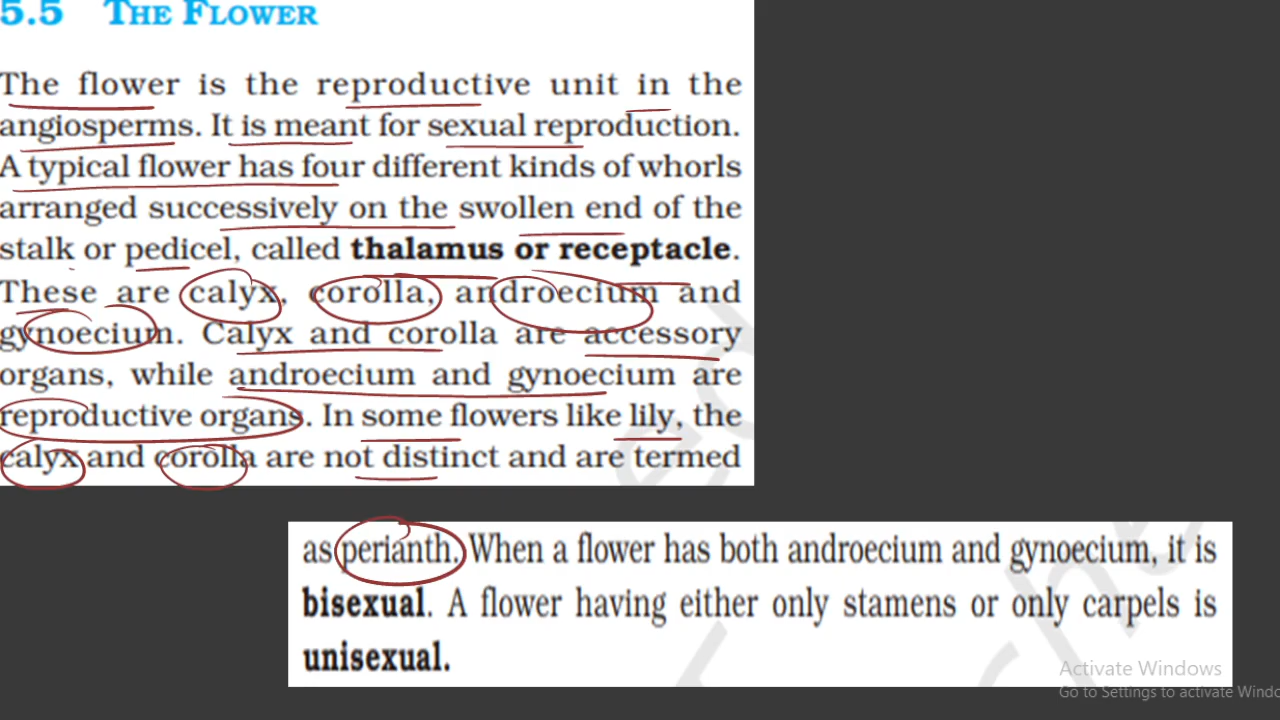 5.5 THE FLOWER
The flower is the reproductive unit in the
angiosperms. It is meant for sexual reproduction.
A typical flower has four different kinds of whorls
arranged successively on the swollen end of the
stalk or pedicel, called thalamus or receptacle.
These are calyx, corolla, androecium and
gynoecium. Calyx and corolla are accessory
organs, while androecium and gynoecium are
reproductive organs. In some flowers like lily, the
calyx and corolla are not distinct and are termed
as perianth. When a flower has both androecium and gynoecium, it is
bisexual. A flower having either only stamens or only carpels is
unisexual.
Activate Windows
Go to Settings to activate